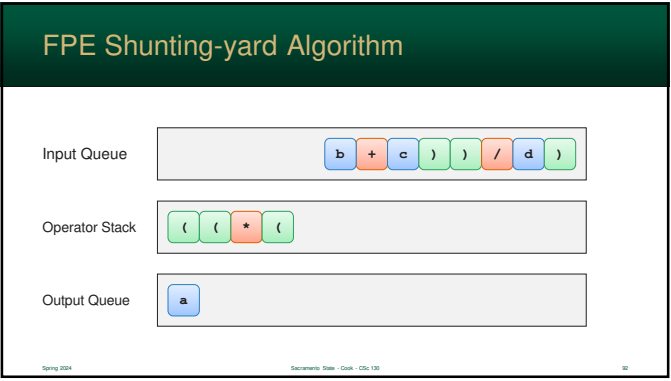 FPE Shunting-yard Algorithm
Input Queue b + c ) ) / d )
Operator Stack ( ( * (
Output Queue a
Spring 2024 Sacramento State - Cook - CSc 130 92